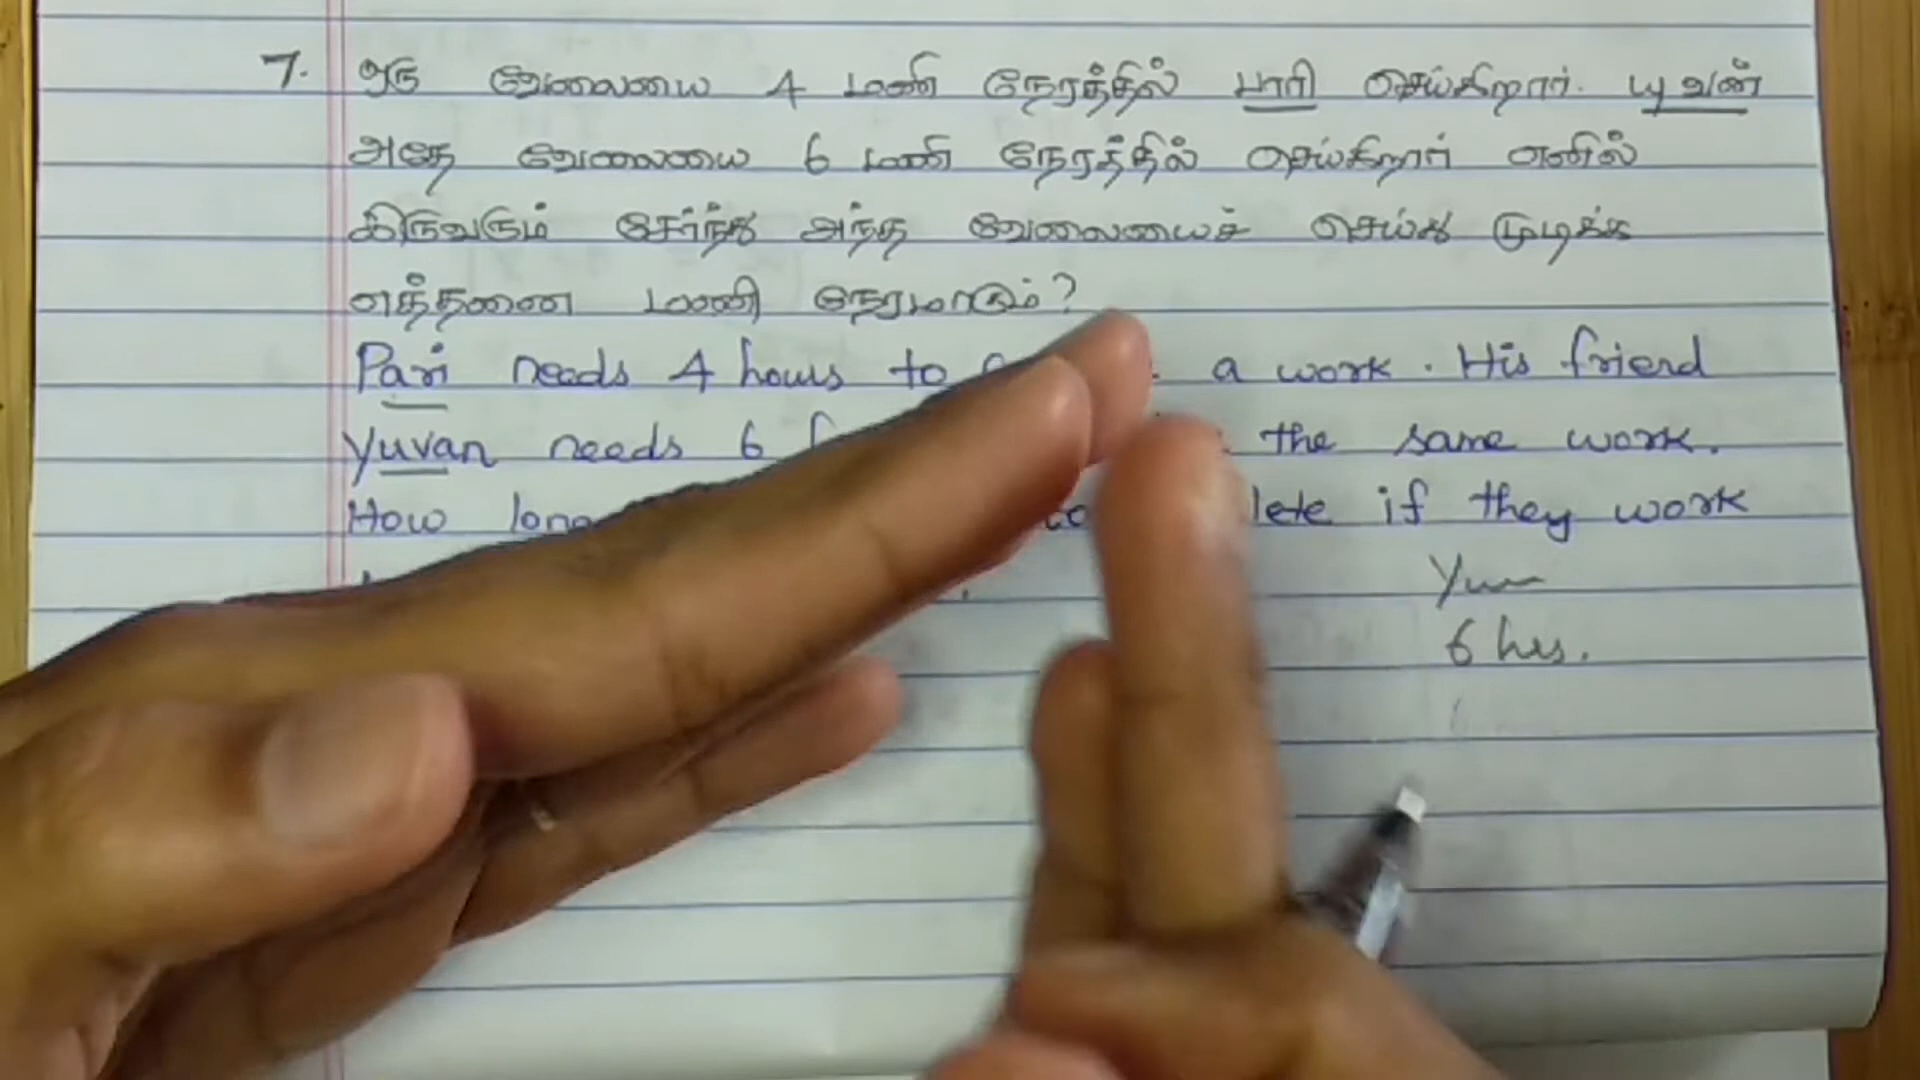 7. ஒரு வேலையை 4 மணி நேரத்தில் பாரி செய்கிறார். யுவன்
அதே வேலையை 6 மணி நேரத்தில் செய்கிறார் எனில்
இருவரும் சேர்ந்து அந்த வேலையைச் செய்து முடிக்க
எத்தனை மணி நேரமாகும்?
Pari needs 4 hours to a work. His friend
Yuvan needs 6 the same work.
How long if they work
6 hrs.